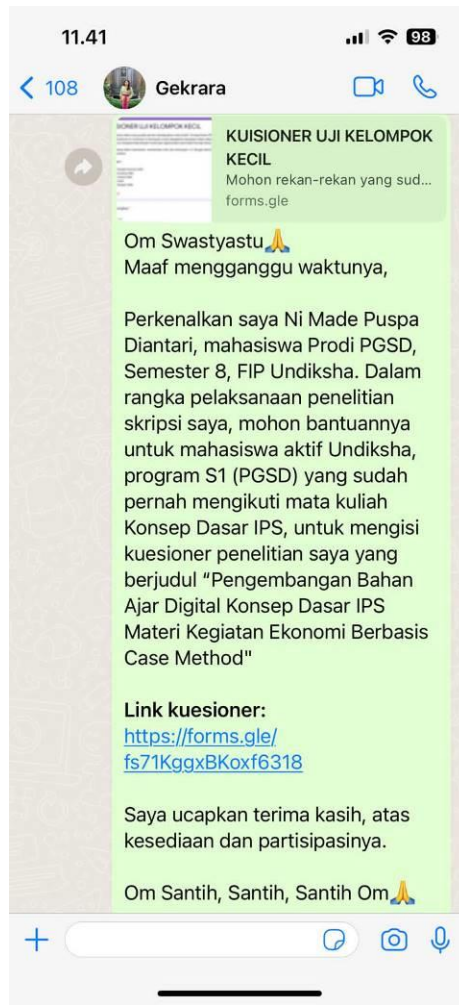 11.41
98
108
Gekrara
KUISIONER UJI KELOMPOK
KECIL
Mohon rekan-rekan yang sud...
forms.gle
Om Swastyastu🙏
Maaf mengganggu waktunya,
Perkenalkan saya Ni Made Puspa
Diantari, mahasiswa Prodi PGSD,
Semester 8, FIP Undiksha. Dalam
rangka pelaksanaan penelitian
skripsi saya, mohon bantuannya
untuk mahasiswa aktif Undiksha,
program S1 (PGSD) yang sudah
pernah mengikuti mata kuliah
Konsep Dasar IPS, untuk mengisi
kuesioner penelitian saya yang
berjudul “Pengembangan Bahan
Ajar Digital Konsep Dasar IPS
Materi Kegiatan Ekonomi Berbasis
Case Method"
Link kuesioner:
https://forms.gle/
fs71KggxBKoxf6318
Saya ucapkan terima kasih, atas
kesediaan dan partisipasinya.
Om Santih, Santih, Santih Om🙏